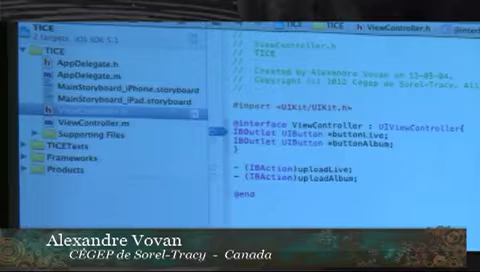 TICE
2 targets, iOS SDK 5.1
TICE
AppDelegate.h
AppDelegate.m
MainStoryboard_iPhone.storyboard
MainStoryboard_iPad.storyboard
ViewController.h
ViewController.m
Supporting Files
TICETests
Frameworks
Products
TICE
TICE
ViewController.h
@inter
// ViewController.h
// TICE
//
// Created by Alexandre Vovan on 12-05-04.
// Copyright (c) 2012 Cégep de Sorel-Tracy. All
//
#import <UIKit/UIKit.h>
@interface ViewController : UIViewController{
IBOutlet UIButton *buttonLive;
IBOutlet UIButton *buttonAlbum;
}
- (IBAction)uploadLive;
- (IBAction)uploadAlbum;
@end
Alexandre Vovan
CÉGEP de Sorel-Tracy - Canada